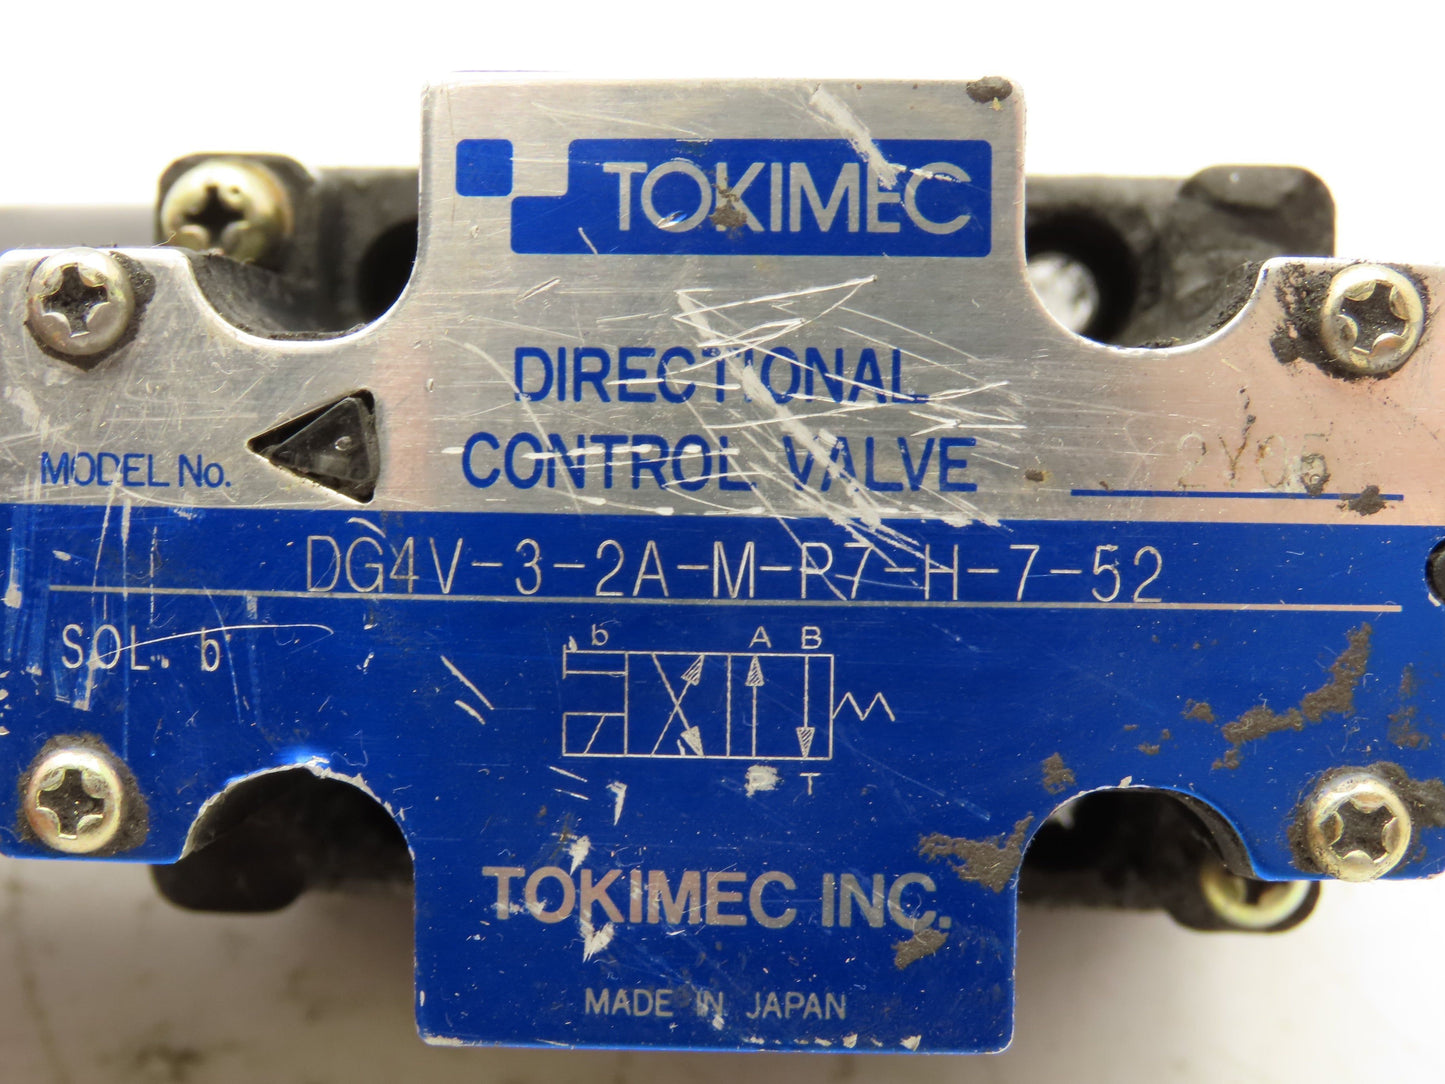 TOKIMEC
DIRECTIONAL
CONTROL VALVE
MODEL No.
2Y05
DG4V-3-2A-M-R7-H-7-52
SOL. b
b A B
T
TOKIMEC INC.
MADE IN JAPAN